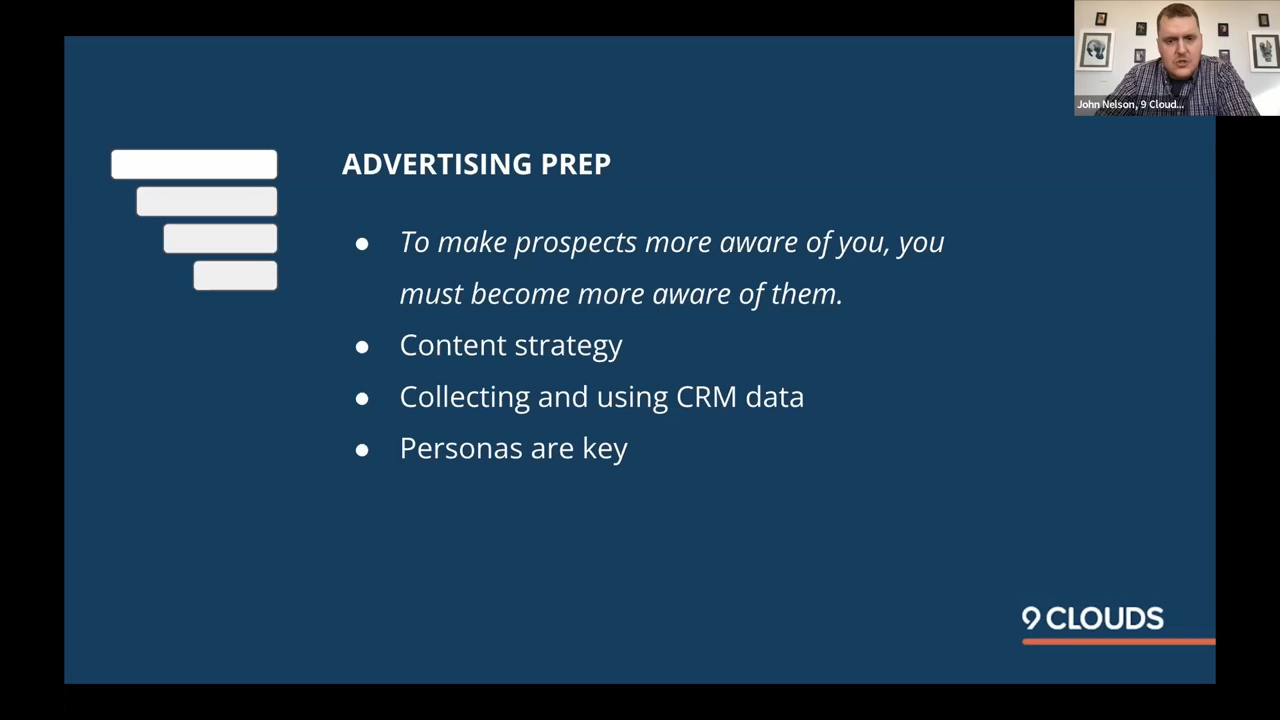 John Nelson, 9 Cloud...
ADVERTISING PREP
● To make prospects more aware of you, you
must become more aware of them.
● Content strategy
● Collecting and using CRM data
● Personas are key
9 CLOUDS